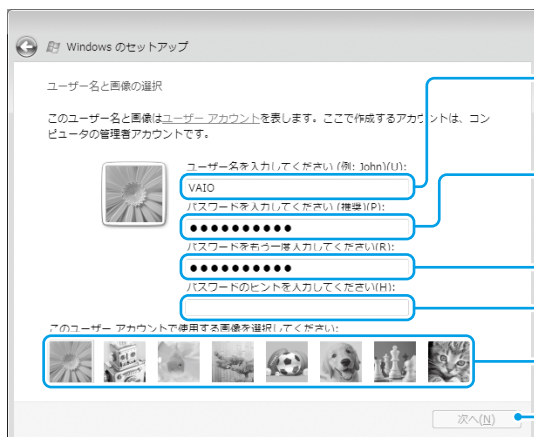 Windows のセットアップ
ユーザー名と画像の選択
このユーザー名と画像はユーザー アカウントを表します。ここで作成するアカウントは、コン
ピュータの管理者アカウントです。
ユーザー名を入力してください (例: John)(U):
VAIO
パスワードを入力してください (推奨)(P):
●●●●●●●●●●
パスワードをもう一度入力してください(R):
●●●●●●●●●●
パスワードのヒントを入力してください(H):
このユーザー アカウントで使用する画像を選択してください:
次へ(N)